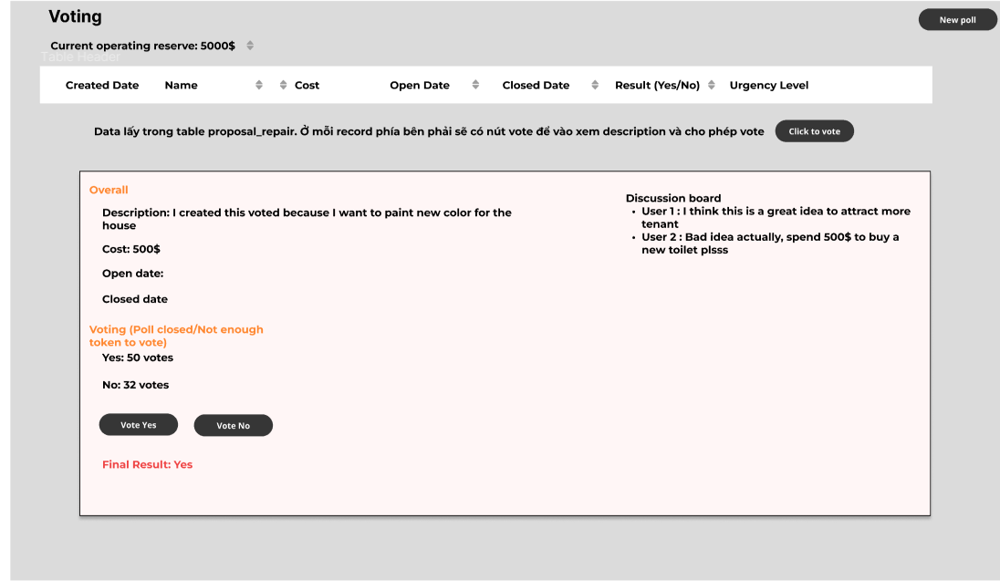 Voting
New poll
Current operating reserve: 5000$
Table Header
Created Date Name Cost Open Date Closed Date Result (Yes/No) Urgency Level
Data lấy trong table proposal_repair. Ở mỗi record phía bên phải sẽ có nút vote để vào xem description và cho phép vote
Click to vote
Overall
Description: I created this voted because I want to paint new color for the
house
Cost: 500$
Open date:
Closed date
Voting (Poll closed/Not enough
token to vote)
Yes: 50 votes
No: 32 votes
Vote Yes
Vote No
Final Result: Yes
Discussion board
• User 1 : I think this is a great idea to attract more
tenant
• User 2 : Bad idea actually, spend 500$ to buy a
new toilet plsss